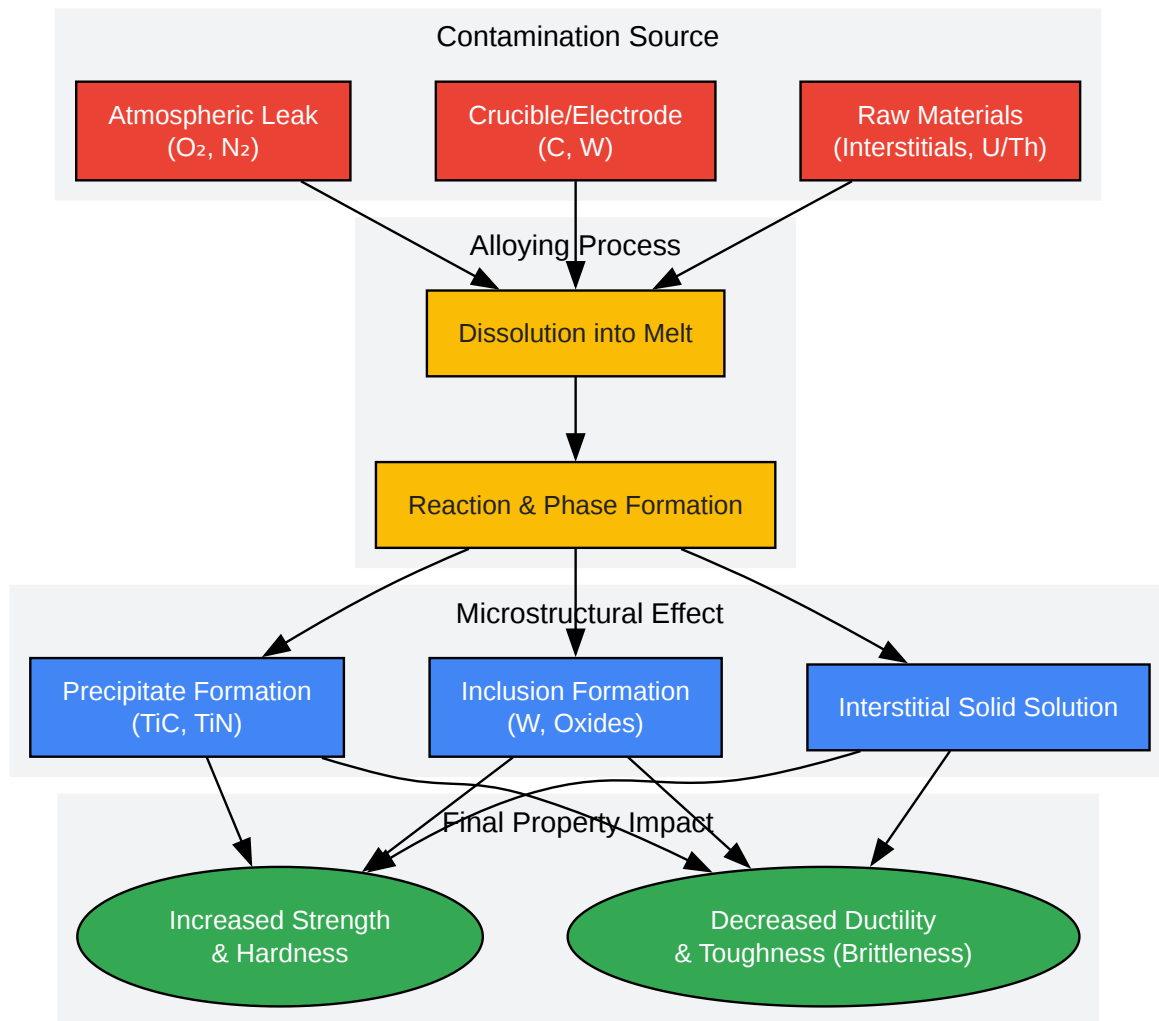 Contamination Source
Atmospheric Leak
(O₂, N₂)
Crucible/Electrode
(C, W)
Raw Materials
(Interstitials, U/Th)
Alloying Process
Dissolution into Melt
Reaction & Phase Formation
Microstructural Effect
Precipitate Formation
(TiC, TiN)
Inclusion Formation
(W, Oxides)
Interstitial Solid Solution
Final Property Impact
Increased Strength
& Hardness
Decreased Ductility
& Toughness (Brittleness)